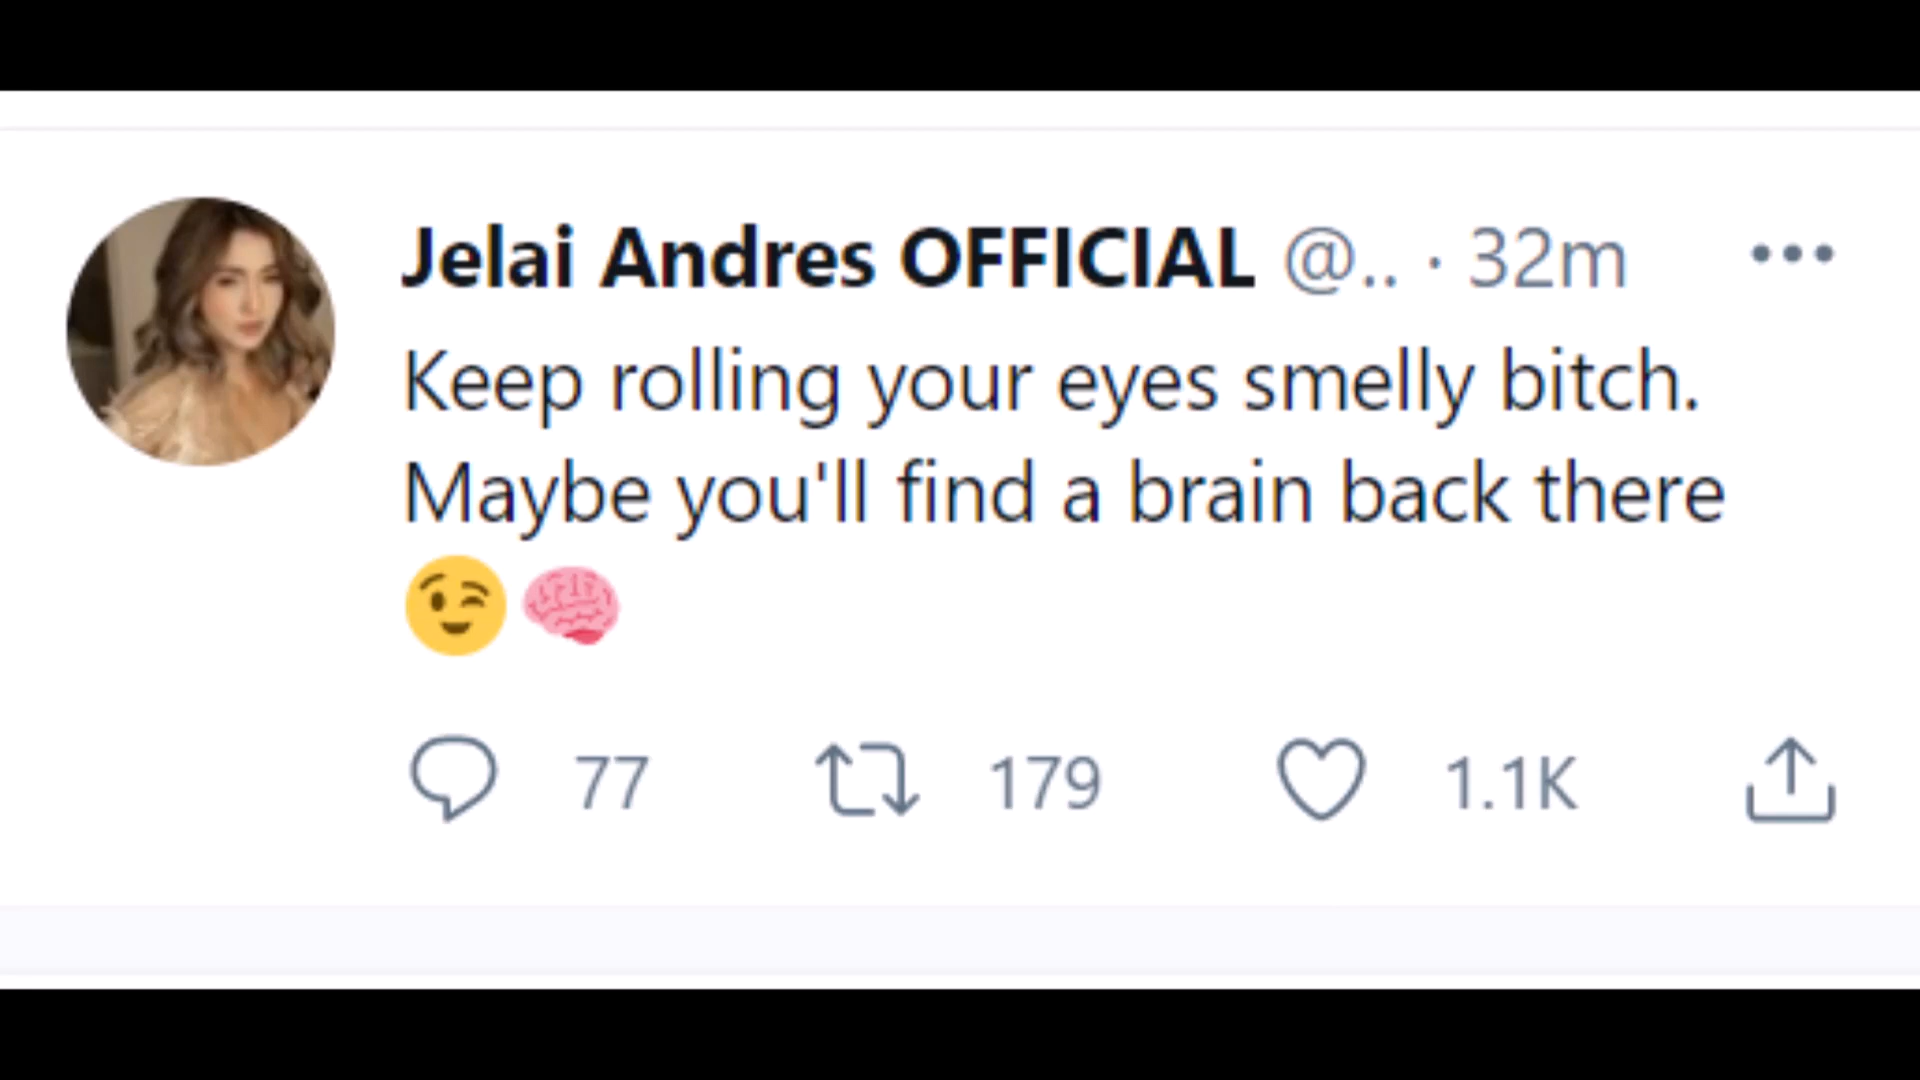 Jelai Andres OFFICIAL @.. · 32m
Keep rolling your eyes smelly bitch.
Maybe you'll find a brain back there
😉🧠
77 179 1.1K